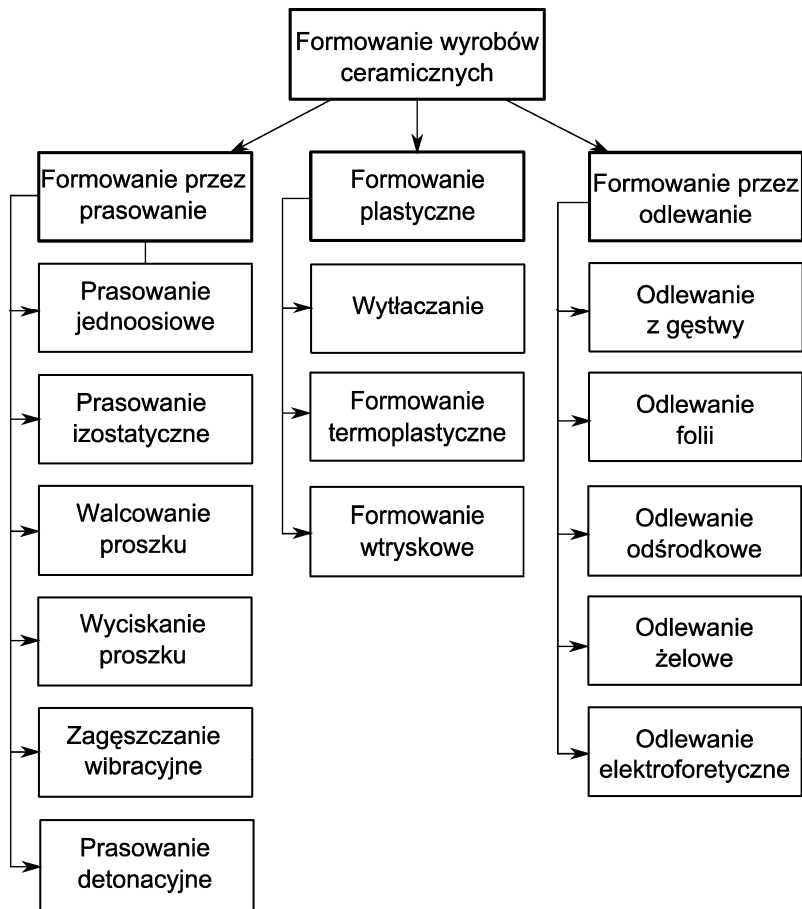 Formowanie wyrobów
ceramicznych
Formowanie przez
prasowanie
Prasowanie
jednoosiowe
Prasowanie
izostatyczne
Walcowanie
proszku
Wyciskanie
proszku
Zagęszczanie
wibracyjne
Prasowanie
detonacyjne
Formowanie
plastyczne
Wytłaczanie
Formowanie
termoplastyczne
Formowanie
wtryskowe
Formowanie przez
odlewanie
Odlewanie
z gęstwy
Odlewanie
folii
Odlewanie
odśrodkowe
Odlewanie
żelowe
Odlewanie
elektroforetyczne